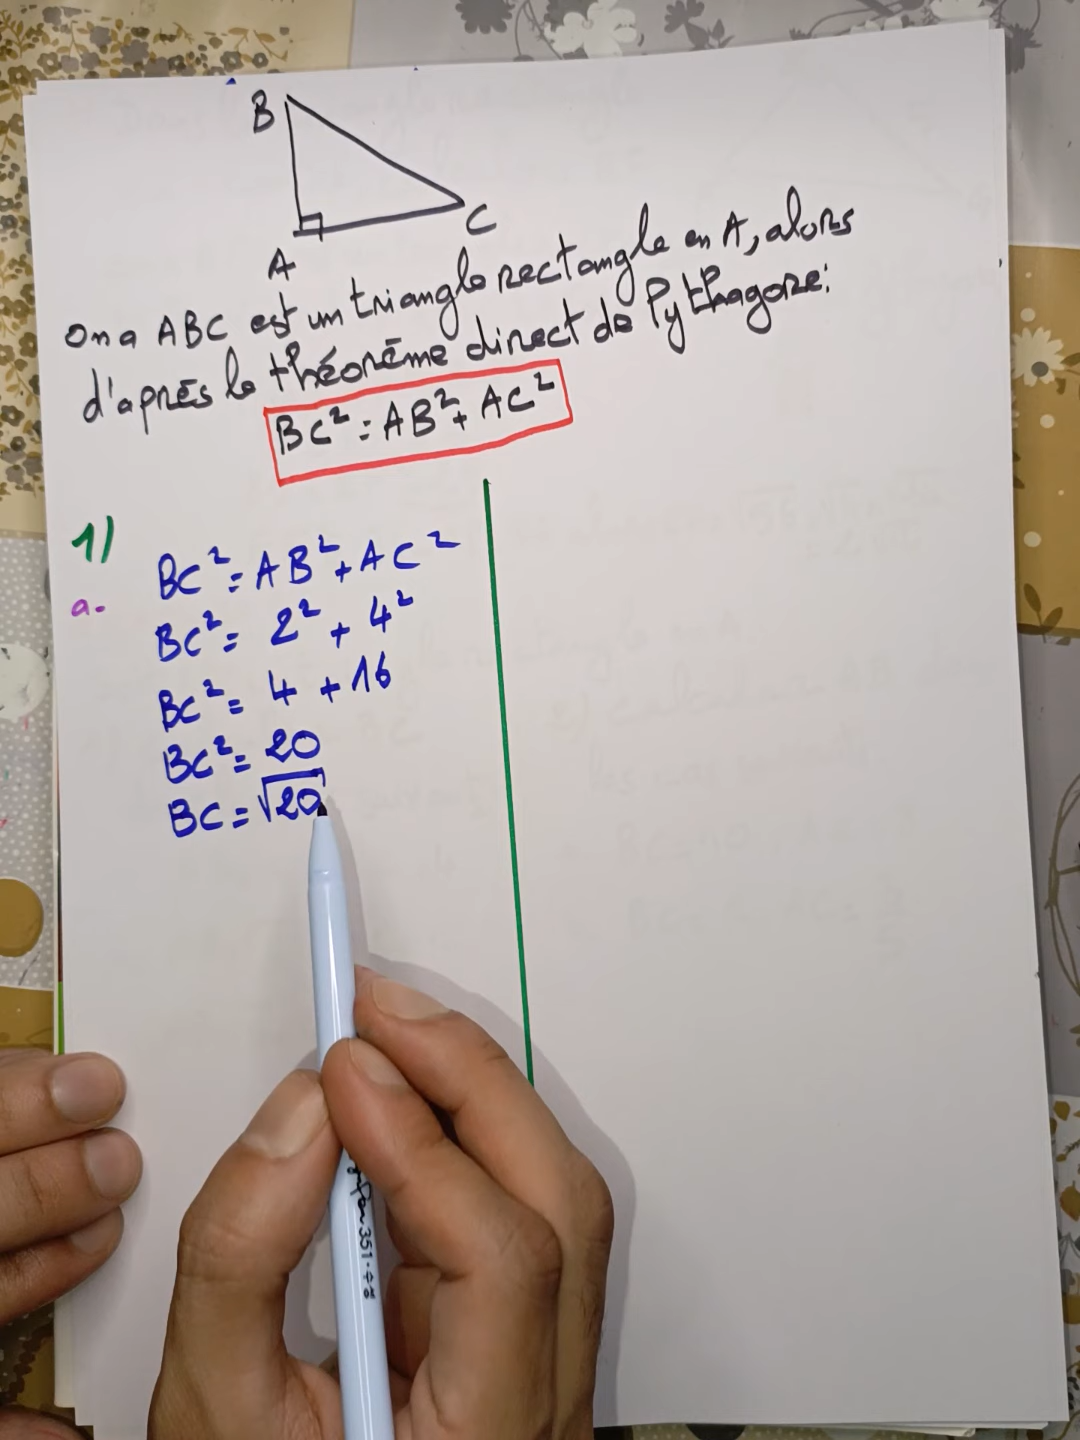 B
C
A
On a ABC est un triangle rectangle en A, alors
d'après le théorème direct de Pythagore:
BC² = AB² + AC²
1)
a.
BC² = AB² + AC²
BC² = 2² + 4²
BC² = 4 + 16
BC² = 20
BC = √20